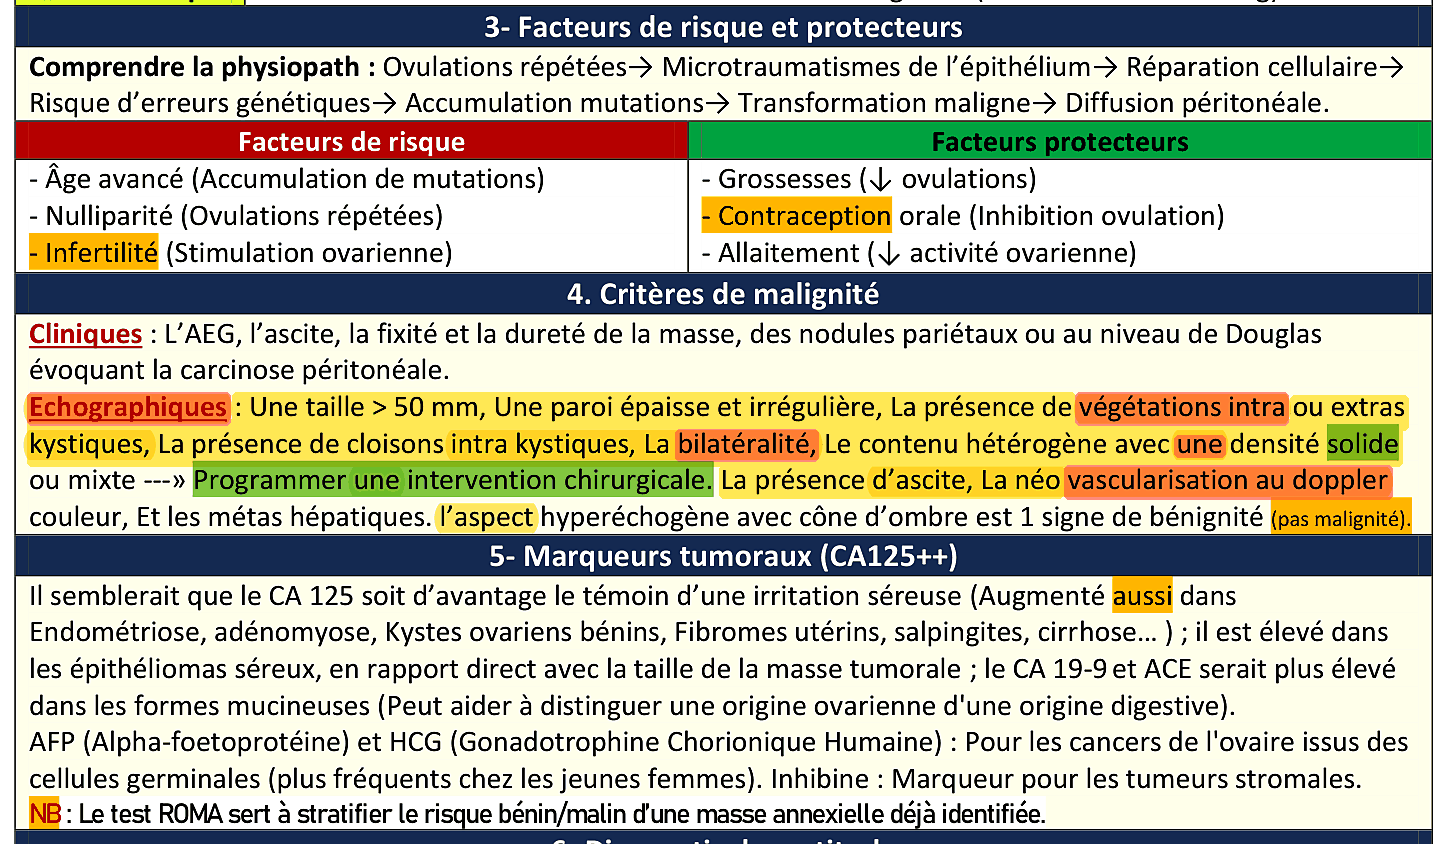 3- Facteurs de risque et protecteurs
Comprendre la physiopath : Ovulations répétées→ Microtraumatismes de l’épithélium→ Réparation cellulaire→
Risque d’erreurs génétiques→ Accumulation mutations→ Transformation maligne→ Diffusion péritonéale.
Facteurs de risque
- Âge avancé (Accumulation de mutations)
- Nulliparité (Ovulations répétées)
- Infertilité (Stimulation ovarienne)
Facteurs protecteurs
- Grossesses (↓ ovulations)
- Contraception orale (Inhibition ovulation)
- Allaitement (↓ activité ovarienne)
4. Critères de malignité
Cliniques : L’AEG, l’ascite, la fixité et la dureté de la masse, des nodules pariétaux ou au niveau de Douglas
évoquant la carcinose péritonéale.
Echographiques : Une taille > 50 mm, Une paroi épaisse et irrégulière, La présence de végétations intra ou extras
kystiques, La présence de cloisons intra kystiques, La bilatéralité, Le contenu hétérogène avec une densité solide
ou mixte ---» Programmer une intervention chirurgicale. La présence d’ascite, La néo vascularisation au doppler
couleur, Et les métas hépatiques. l’aspect hyperéchogène avec cône d’ombre est 1 signe de bénignité (pas malignité).
5- Marqueurs tumoraux (CA125++)
Il semblerait que le CA 125 soit d’avantage le témoin d’une irritation séreuse (Augmenté aussi dans
Endométriose, adénomyose, Kystes ovariens bénins, Fibromes utérins, salpingites, cirrhose... ) ; il est élevé dans
les épithéliomas séreux, en rapport direct avec la taille de la masse tumorale ; le CA 19-9 et ACE serait plus élevé
dans les formes mucineuses (Peut aider à distinguer une origine ovarienne d'une origine digestive).
AFP (Alpha-foetoprotéine) et HCG (Gonadotrophine Chorionique Humaine) : Pour les cancers de l'ovaire issus des
cellules germinales (plus fréquents chez les jeunes femmes). Inhibine : Marqueur pour les tumeurs stromales.
NB : Le test ROMA sert à stratifier le risque bénin/malin d'une masse annexielle déjà identifiée.